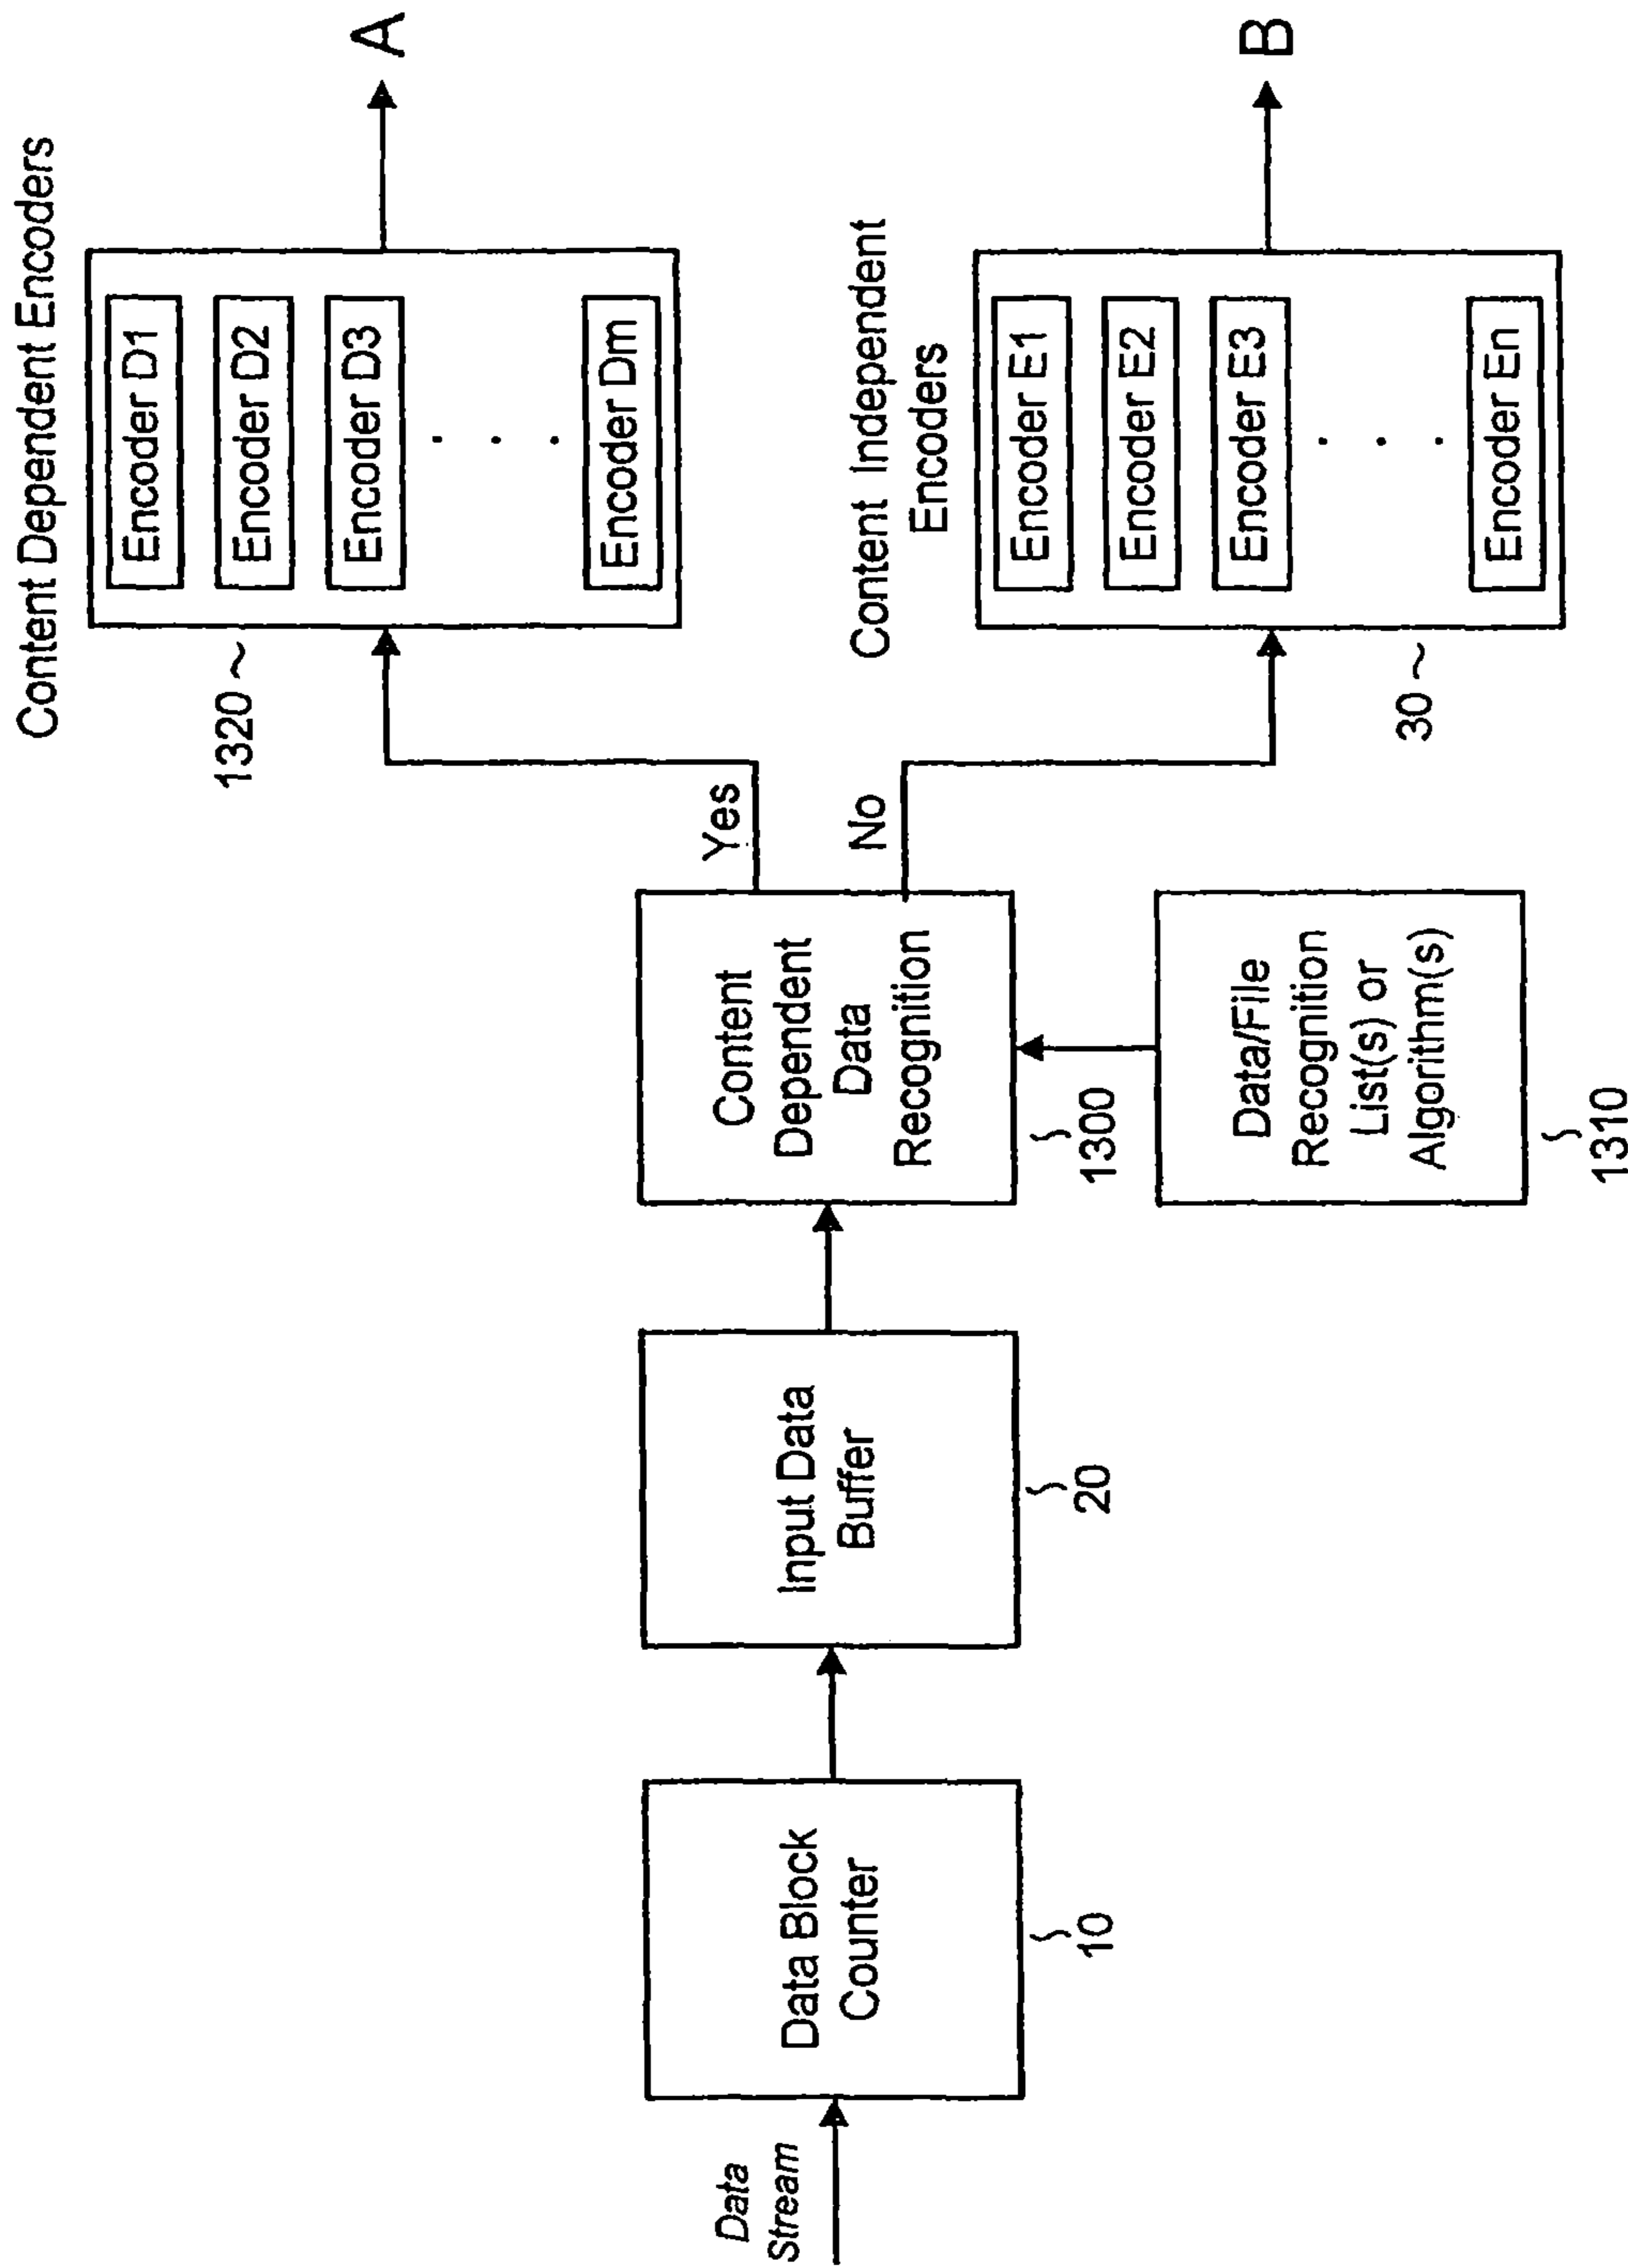 Data
Stream
Data Block
Counter
10
Input Data
Buffer
20
Content
Dependent
Data
Recognition
1300
Data/File
Recognition
List(s) or
Algorithm(s)
1310
Yes
No
Content Dependent Encoders
1320
Encoder D1
Encoder D2
Encoder D3
. . .
Encoder Dm
A
Content Independent
Encoders
30
Encoder E1
Encoder E2
Encoder E3
. . .
Encoder En
B